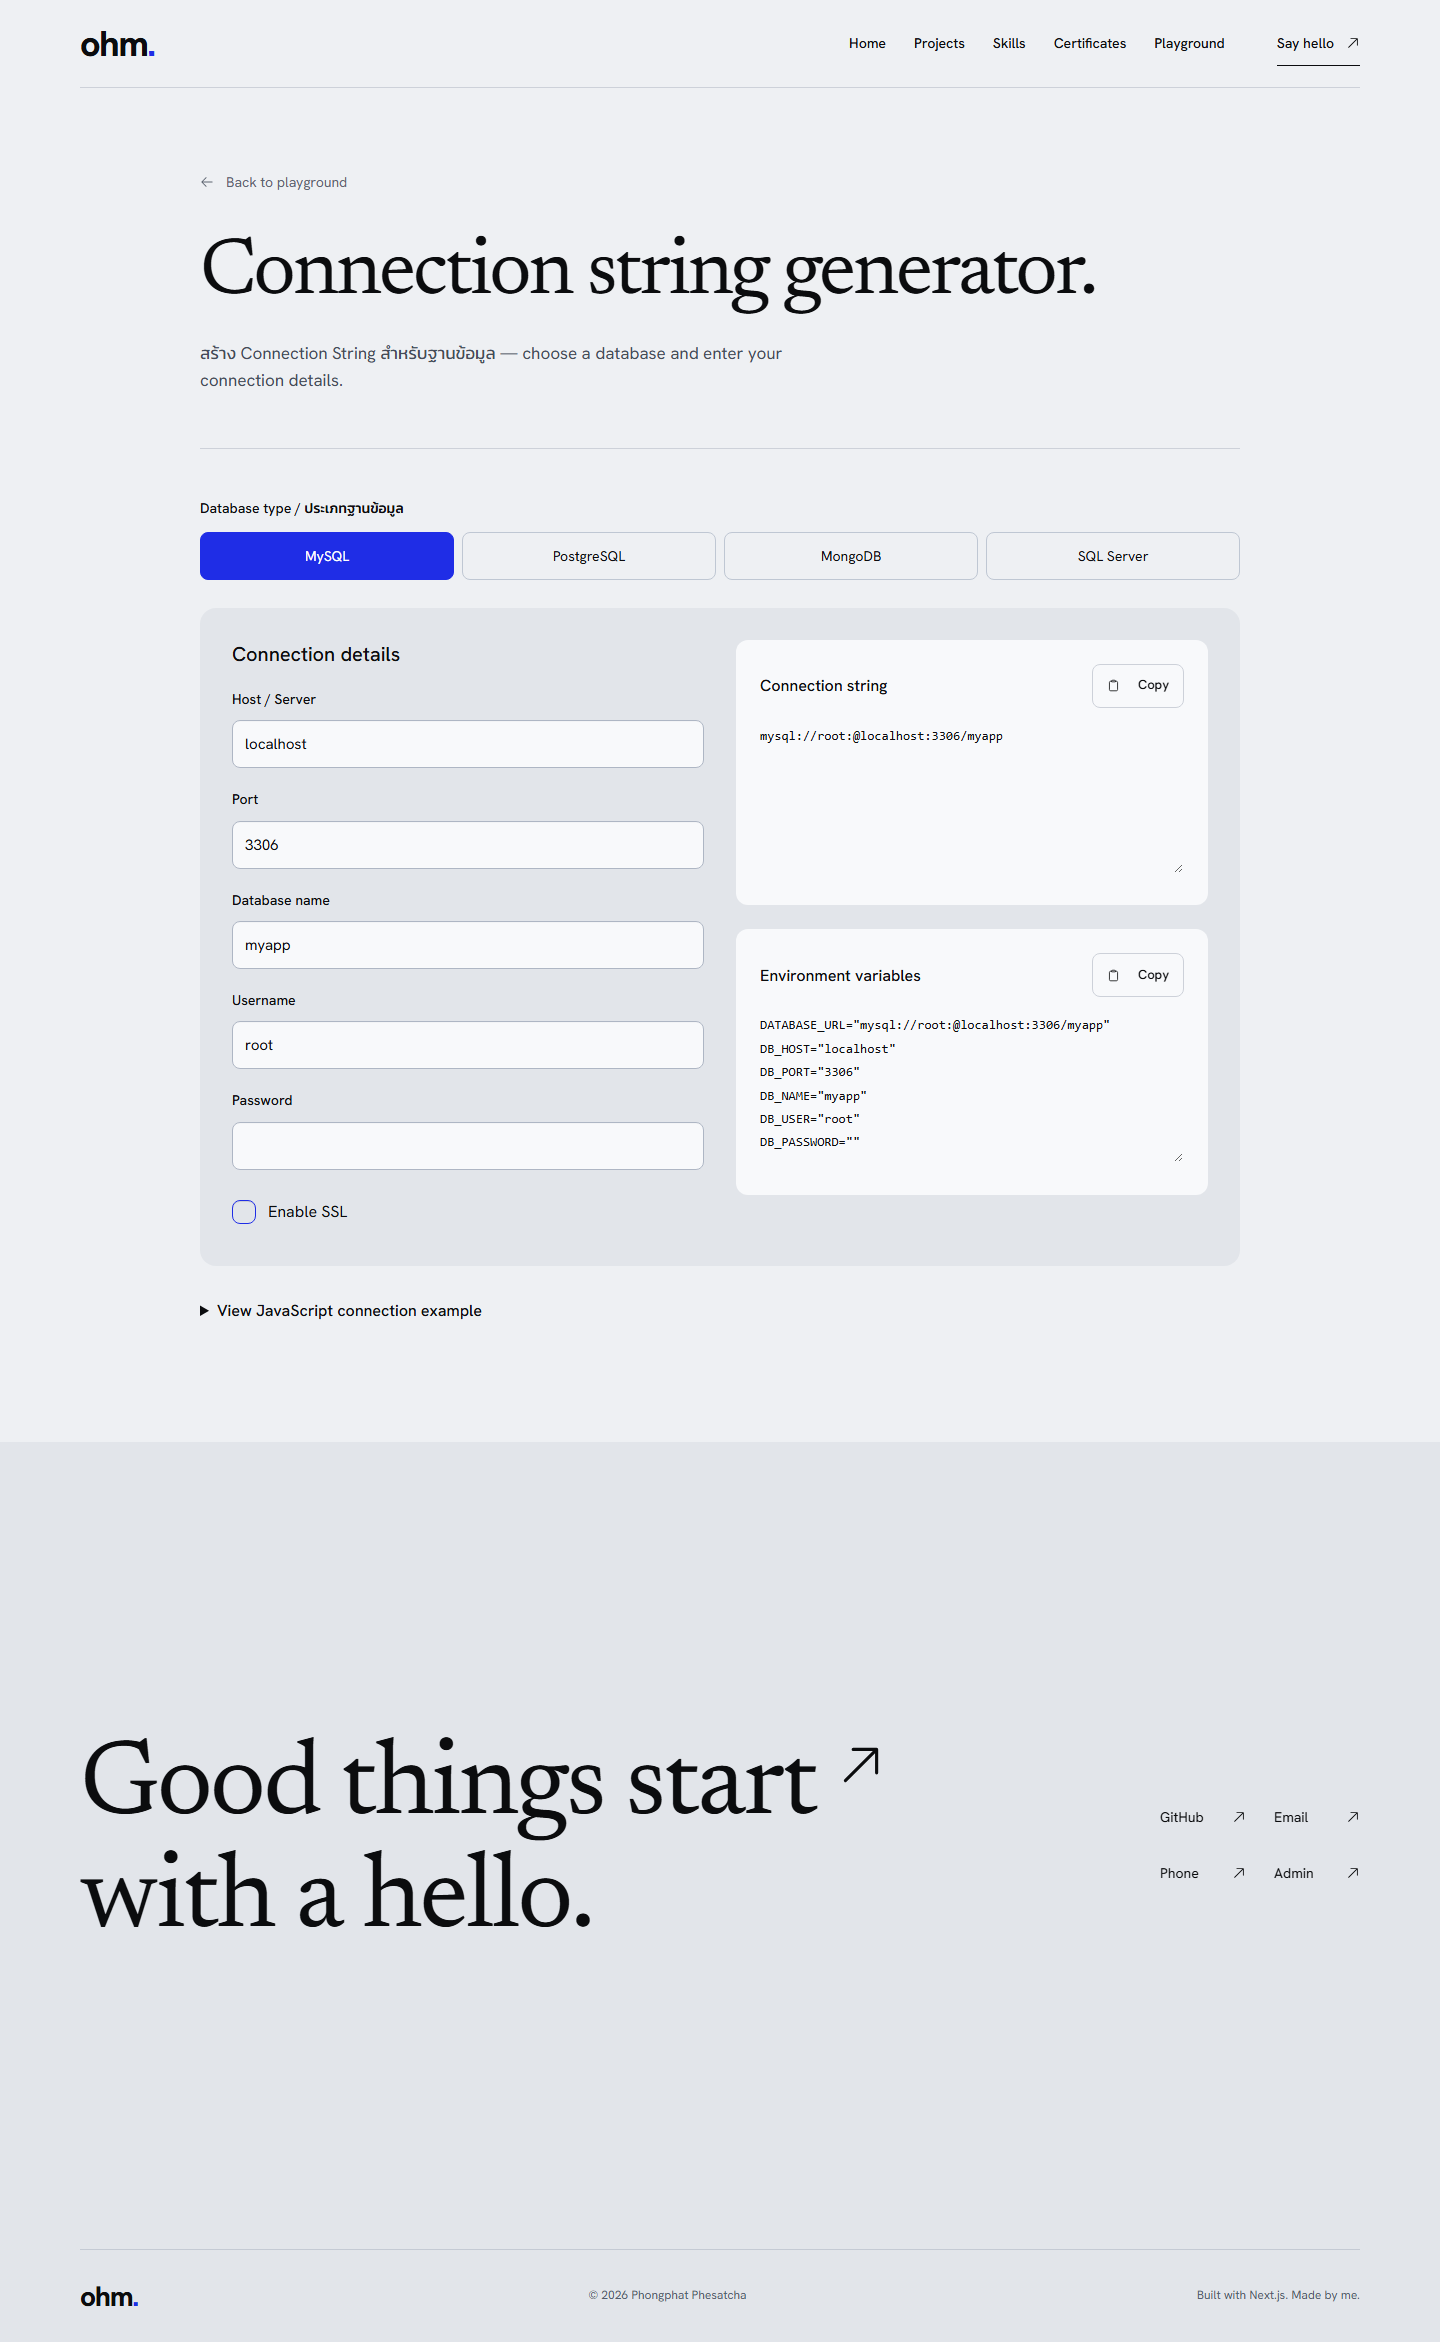 ohm.
Home
Projects
Skills
Certificates
Playground
Say hello
Back to playground
Connection string generator.
สร้าง Connection String สำหรับฐานข้อมูล — choose a database and enter your
connection details.
Database type / ประเภทฐานข้อมูล
MySQL
PostgreSQL
MongoDB
SQL Server
Connection details
Host / Server
localhost
Port
3306
Database name
myapp
Username
root
Password
Enable SSL
Connection string
Copy
mysql://root:@localhost:3306/myapp
Environment variables
Copy
DATABASE_URL="mysql://root:@localhost:3306/myapp"
DB_HOST="localhost"
DB_PORT="3306"
DB_NAME="myapp"
DB_USER="root"
DB_PASSWORD=""
View JavaScript connection example
Good things start
with a hello.
GitHub
Email
Phone
Admin
ohm.
© 2026 Phongphat Phesatcha
Built with Next.js. Made by me.